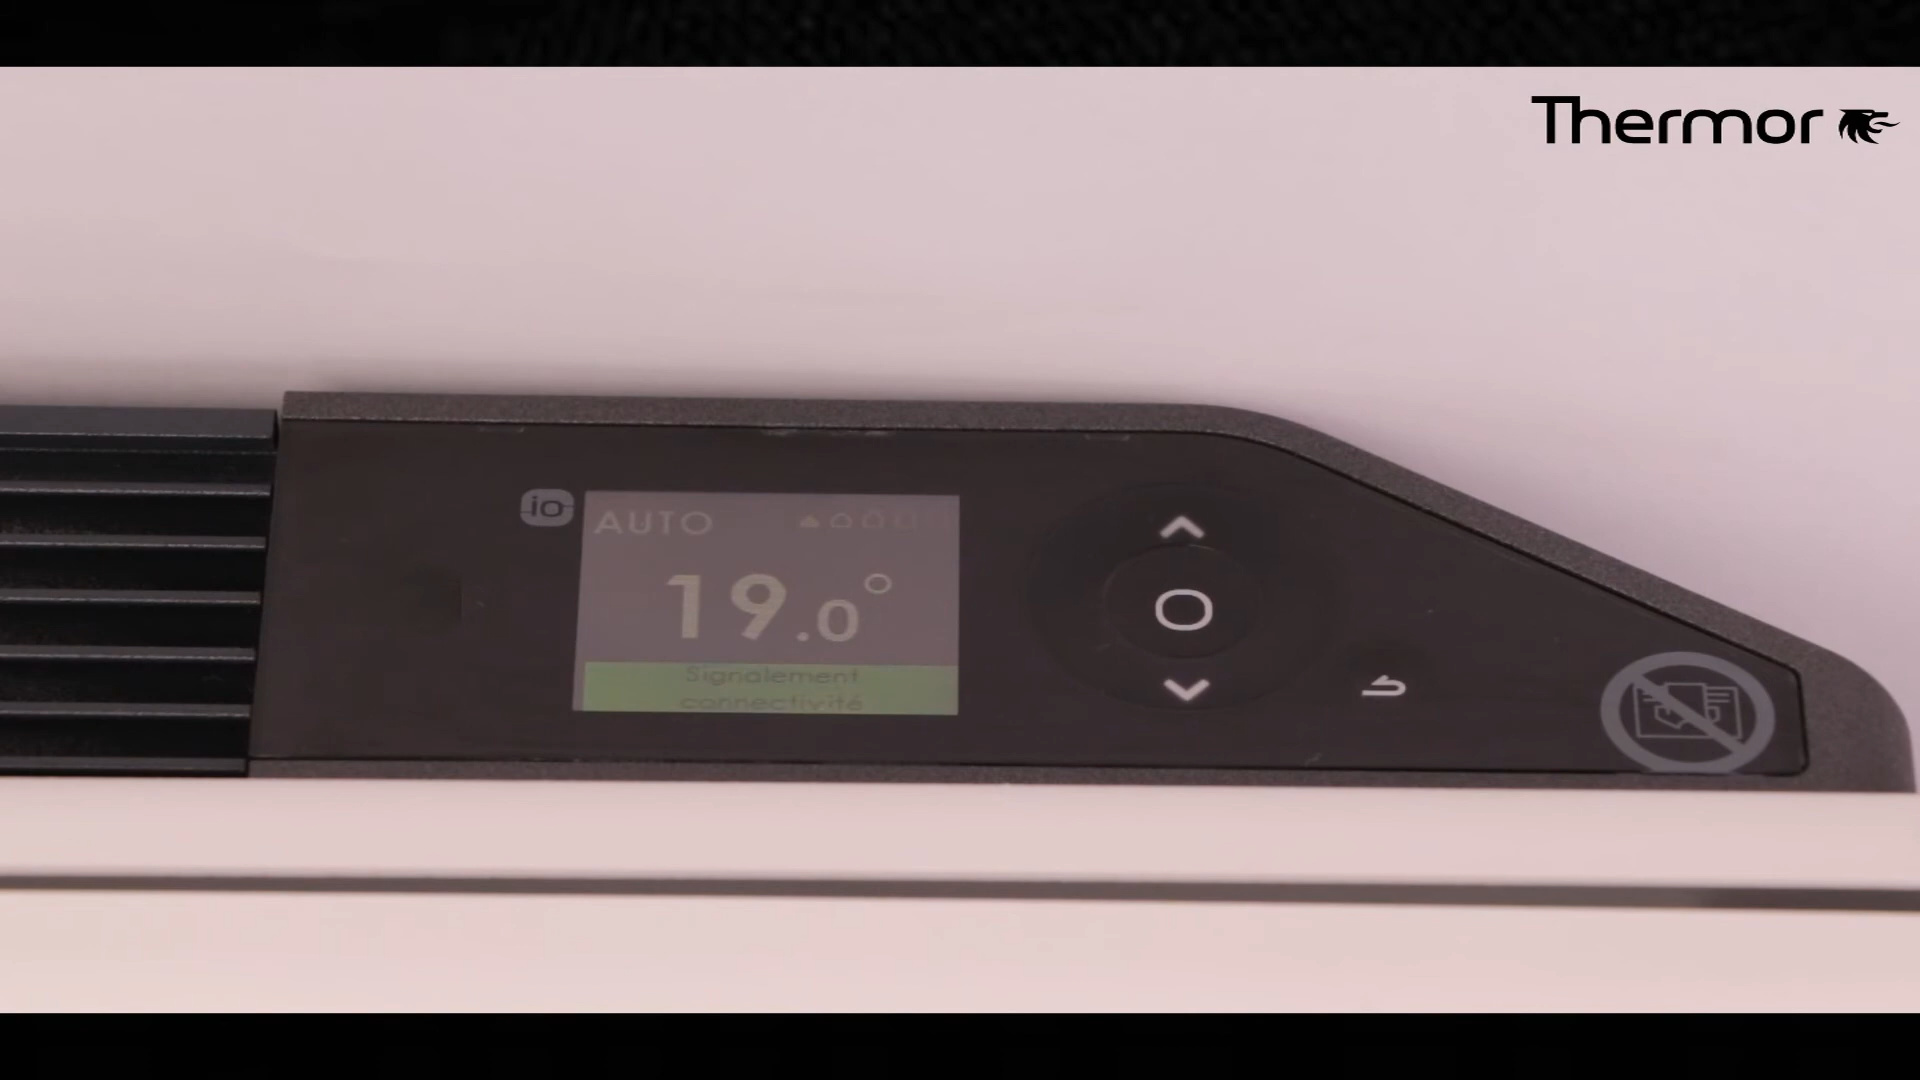 Thermor
io
AUTO
19.0°
Signalement
connectivité